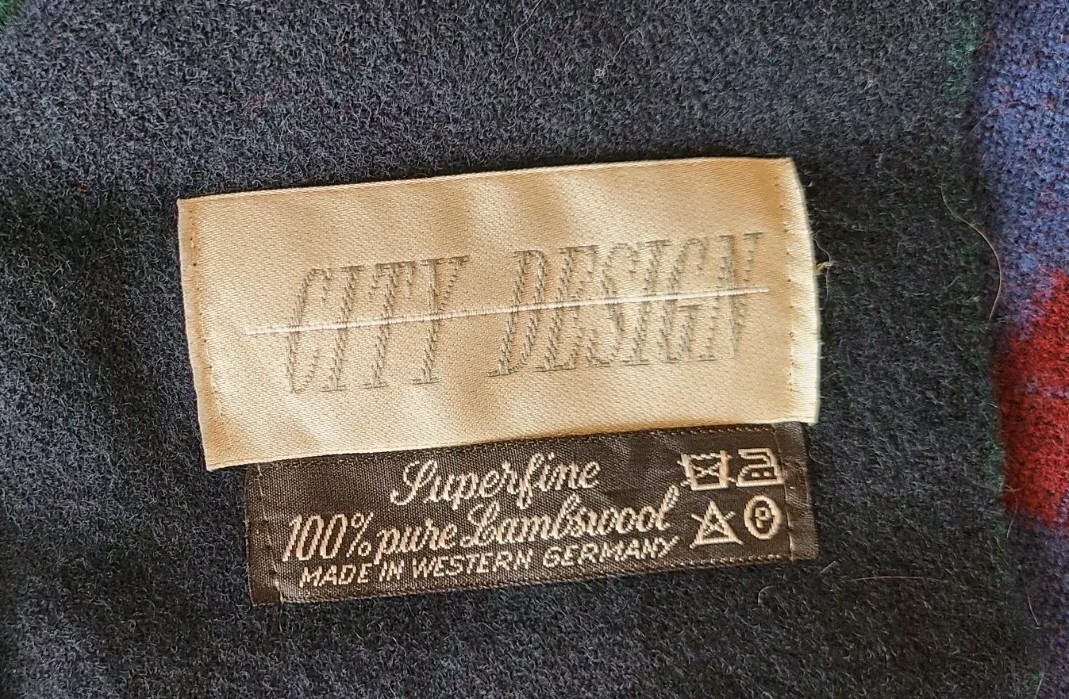 CITY DESIGN
Superfine
100% pure Lambswool
MADE IN WESTERN GERMANY
P